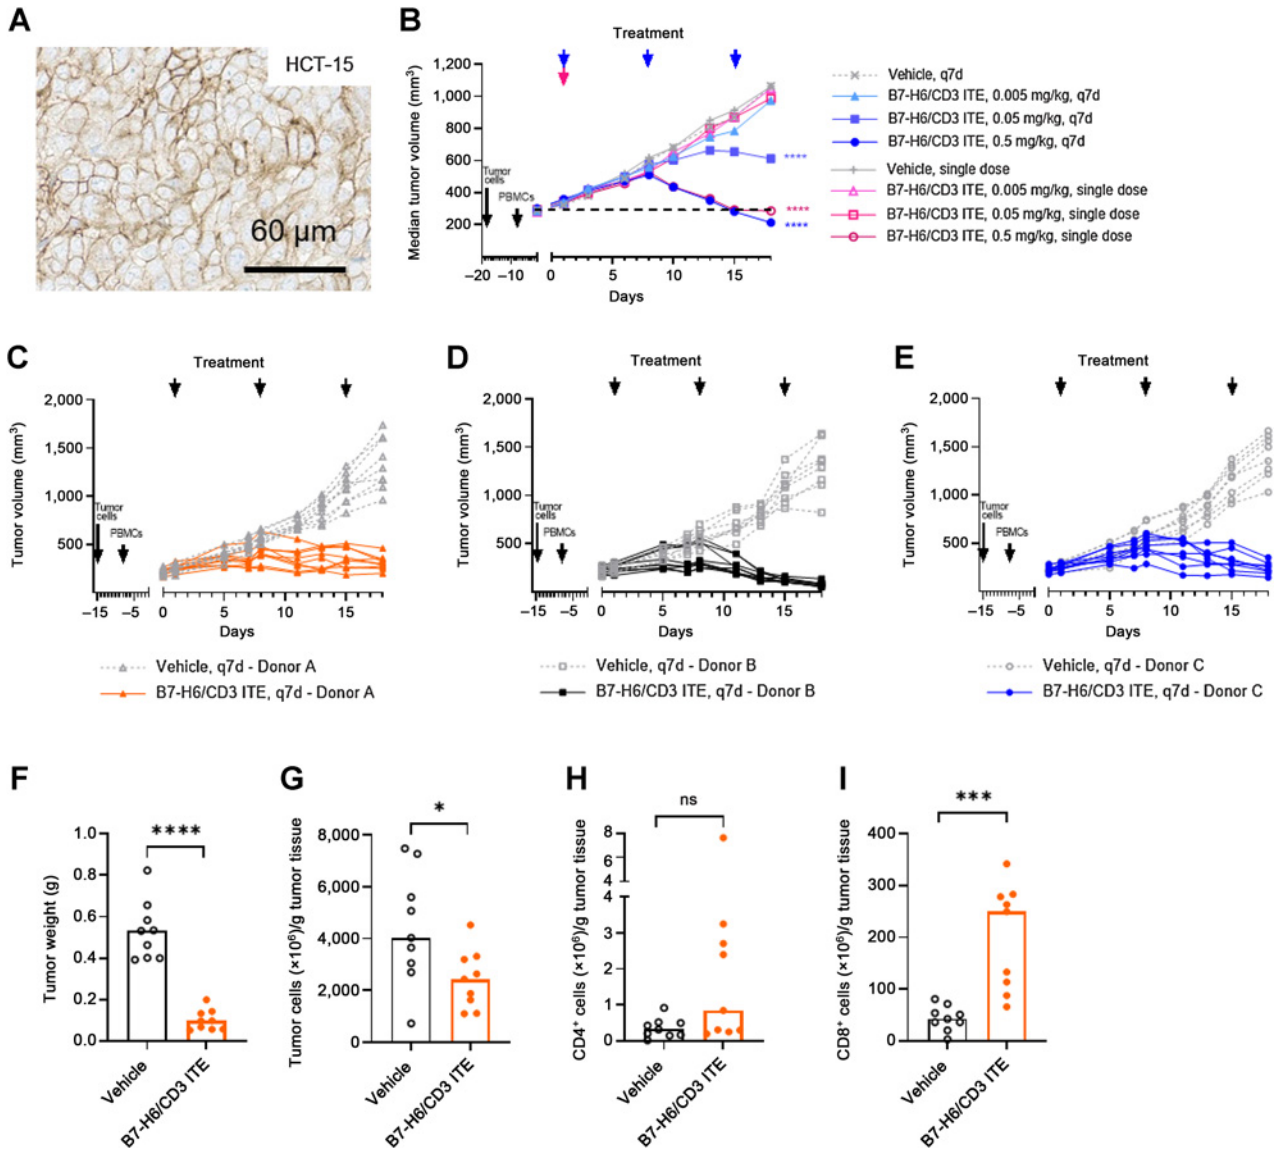 A
HCT-15
60 µm
B
Treatment
Median tumor volume (mm³)
1,200
1,000
800
600
400
200
Tumor
cells
PBMCs
–20 –10 0 5 10 15
Days
****
****
****
Vehicle, q7d
B7-H6/CD3 ITE, 0.005 mg/kg, q7d
B7-H6/CD3 ITE, 0.05 mg/kg, q7d
B7-H6/CD3 ITE, 0.5 mg/kg, q7d
Vehicle, single dose
B7-H6/CD3 ITE, 0.005 mg/kg, single dose
B7-H6/CD3 ITE, 0.05 mg/kg, single dose
B7-H6/CD3 ITE, 0.5 mg/kg, single dose
C
Treatment
Tumor volume (mm³)
2,000
1,500
1,000
500
Tumor
cells
PBMCs
–15 –5 0 5 10 15
Days
Vehicle, q7d - Donor A
B7-H6/CD3 ITE, q7d - Donor A
D
Treatment
Tumor volume (mm³)
2,000
1,500
1,000
500
Tumor
cells
PBMCs
–15 –5 0 5 10 15
Days
Vehicle, q7d - Donor B
B7-H6/CD3 ITE, q7d - Donor B
E
Treatment
Tumor volume (mm³)
2,000
1,500
1,000
500
Tumor
cells
PBMCs
–15 –5 0 5 10 15
Days
Vehicle, q7d - Donor C
B7-H6/CD3 ITE, q7d - Donor C
F
****
Tumor weight (g)
1.0
0.8
0.6
0.4
0.2
0.0
Vehicle
B7-H6/CD3 ITE
G
*
Tumor cells (×10⁶)/g tumor tissue
8,000
6,000
4,000
2,000
0
Vehicle
B7-H6/CD3 ITE
H
ns
CD4⁺ cells (×10⁶)/g tumor tissue
8
6
4
4
3
2
1
0
Vehicle
B7-H6/CD3 ITE
I
***
CD8⁺ cells (×10⁶)/g tumor tissue
400
300
200
100
0
Vehicle
B7-H6/CD3 ITE